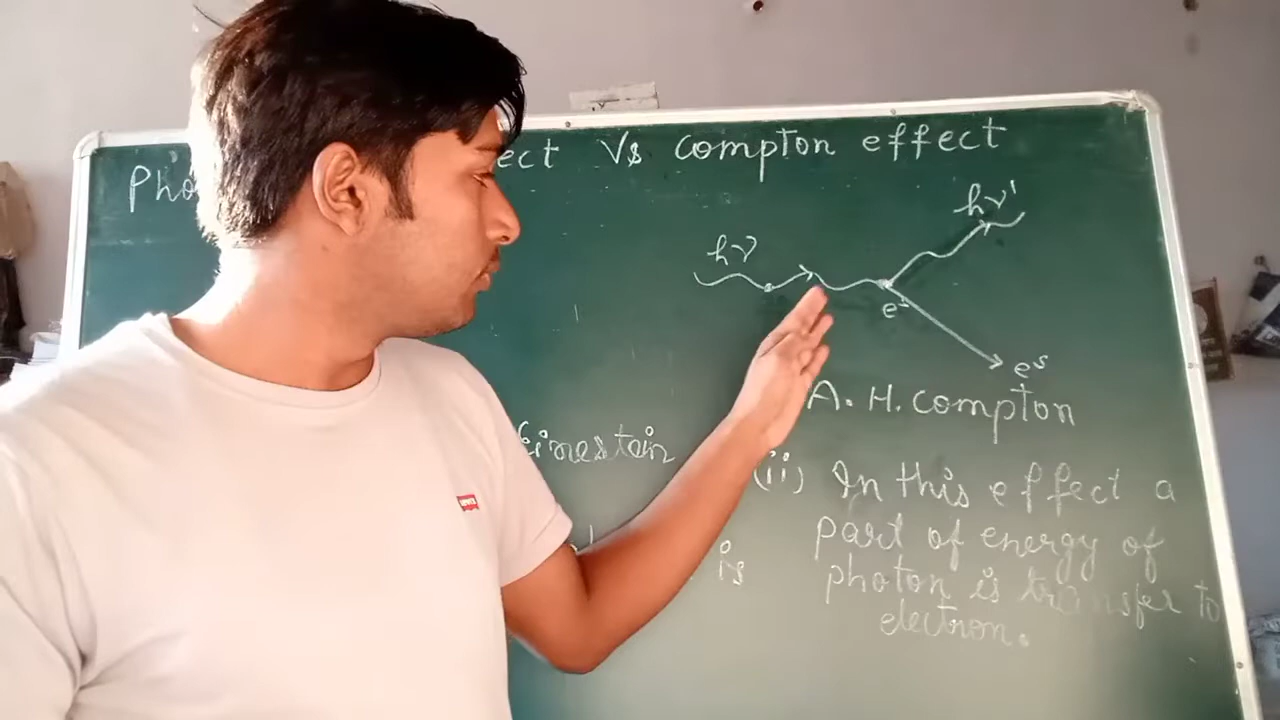 Pho ect Vs compton effect
hν'
hν
e-
e
A. H. compton
Einestein
(ii) In this effect a
part of energy of
is photon is transfer to
electron.
Levi's